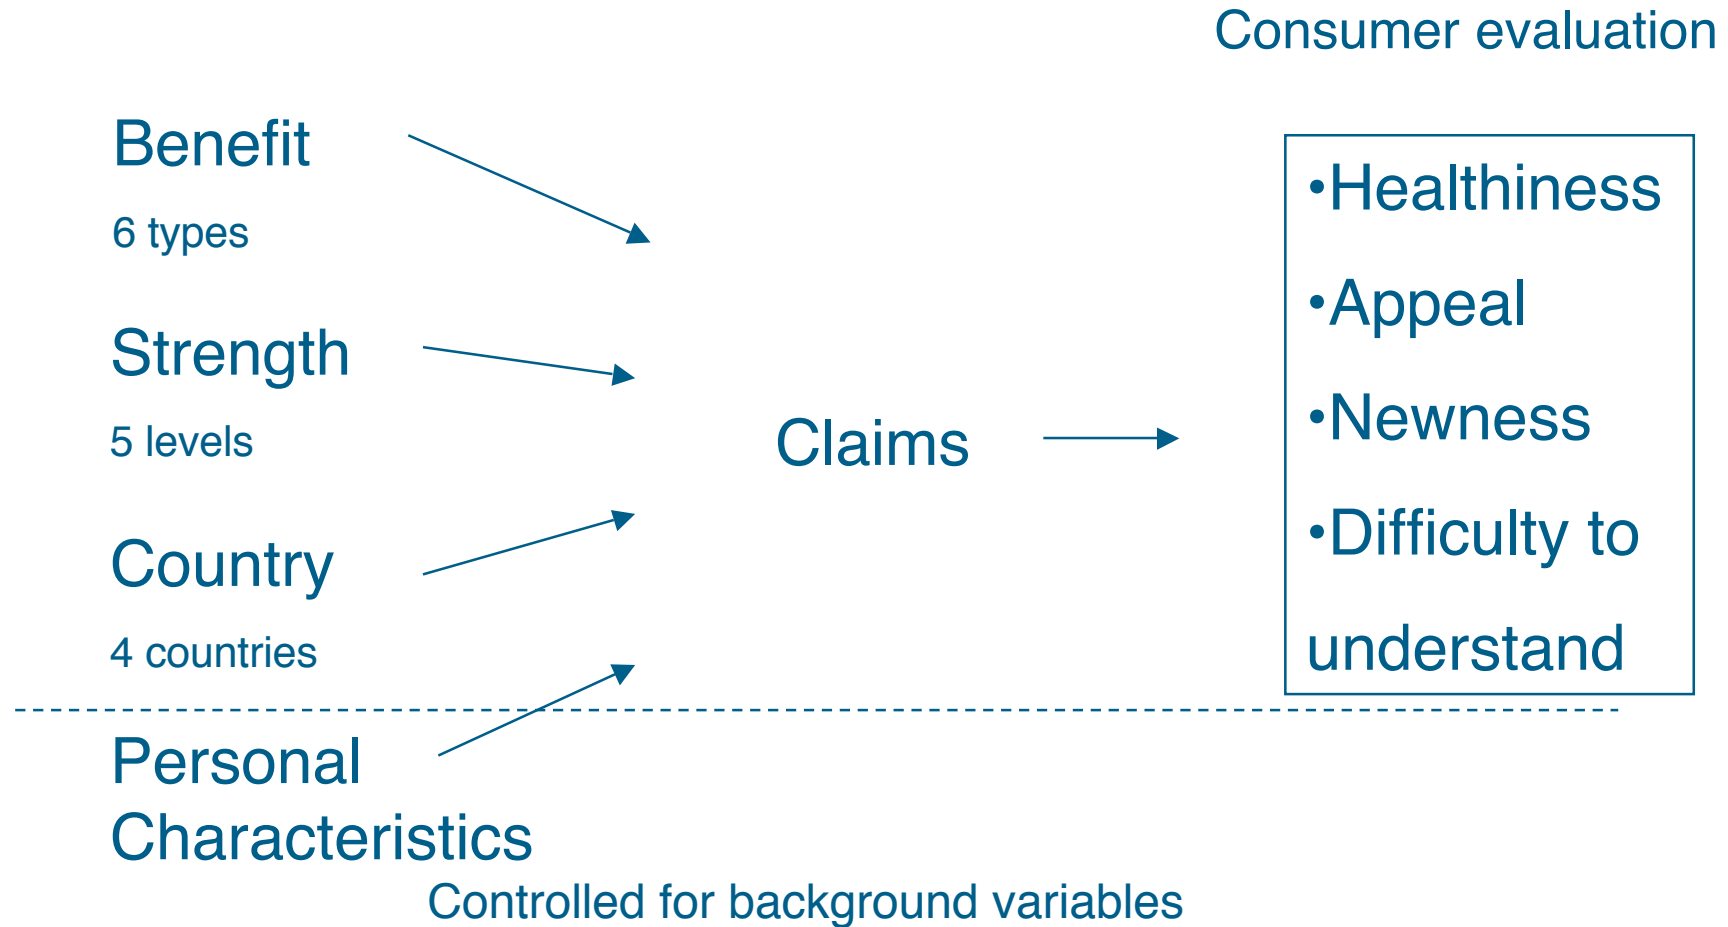 Consumer evaluation
Benefit
6 types
Strength
5 levels
Country
4 countries
Personal
Characteristics
Controlled for background variables
Claims
•Healthiness
•Appeal
•Newness
•Difficulty to
understand